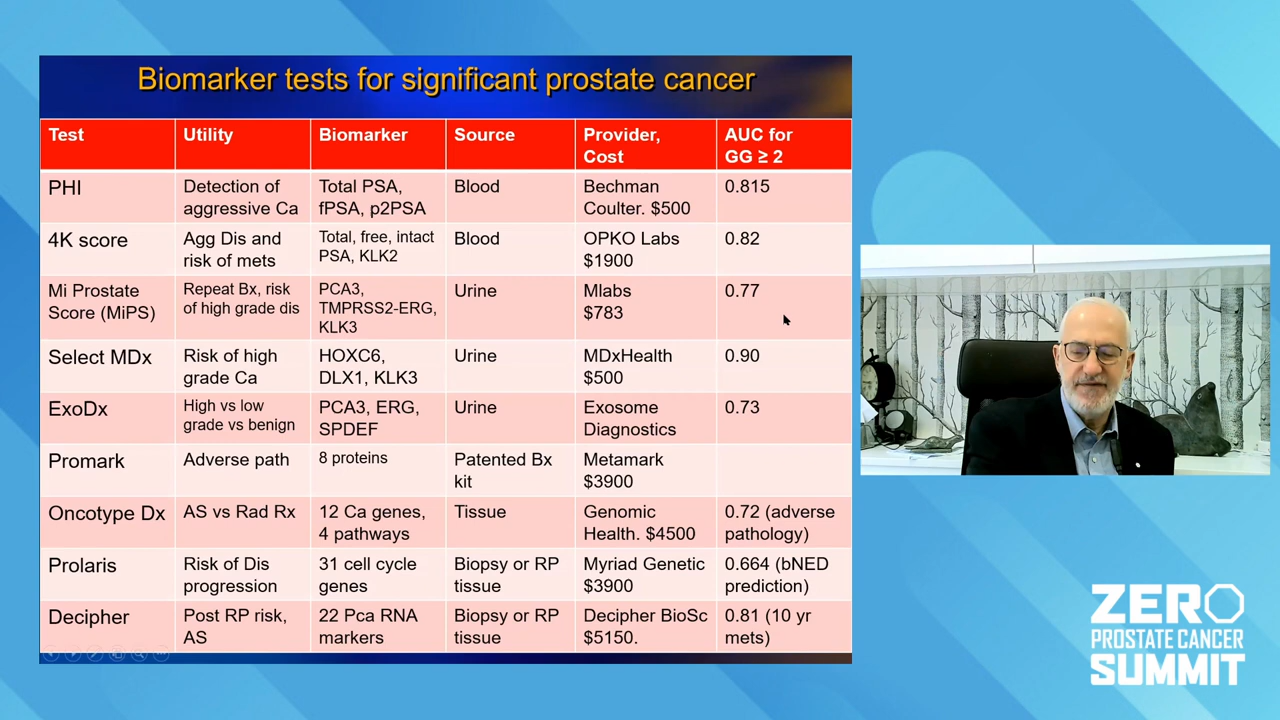 Biomarker tests for significant prostate cancer
Test Utility Biomarker Source Provider, Cost AUC for GG ≥ 2
PHI Detection of aggressive Ca Total PSA, fPSA, p2PSA Blood Bechman Coulter. $500 0.815
4K score Agg Dis and risk of mets Total, free, intact PSA, KLK2 Blood OPKO Labs $1900 0.82
Mi Prostate Score (MiPS) Repeat Bx, risk of high grade dis PCA3, TMPRSS2-ERG, KLK3 Urine Mlabs $783 0.77
Select MDx Risk of high grade Ca HOXC6, DLX1, KLK3 Urine MDxHealth $500 0.90
ExoDx High vs low grade vs benign PCA3, ERG, SPDEF Urine Exosome Diagnostics 0.73
Promark Adverse path 8 proteins Patented Bx kit Metamark $3900
Oncotype Dx AS vs Rad Rx 12 Ca genes, 4 pathways Tissue Genomic Health. $4500 0.72 (adverse pathology)
Prolaris Risk of Dis progression 31 cell cycle genes Biopsy or RP tissue Myriad Genetic $3900 0.664 (bNED prediction)
Decipher Post RP risk, AS 22 Pca RNA markers Biopsy or RP tissue Decipher BioSc $5150. 0.81 (10 yr mets)
ZERO
PROSTATE CANCER
SUMMIT